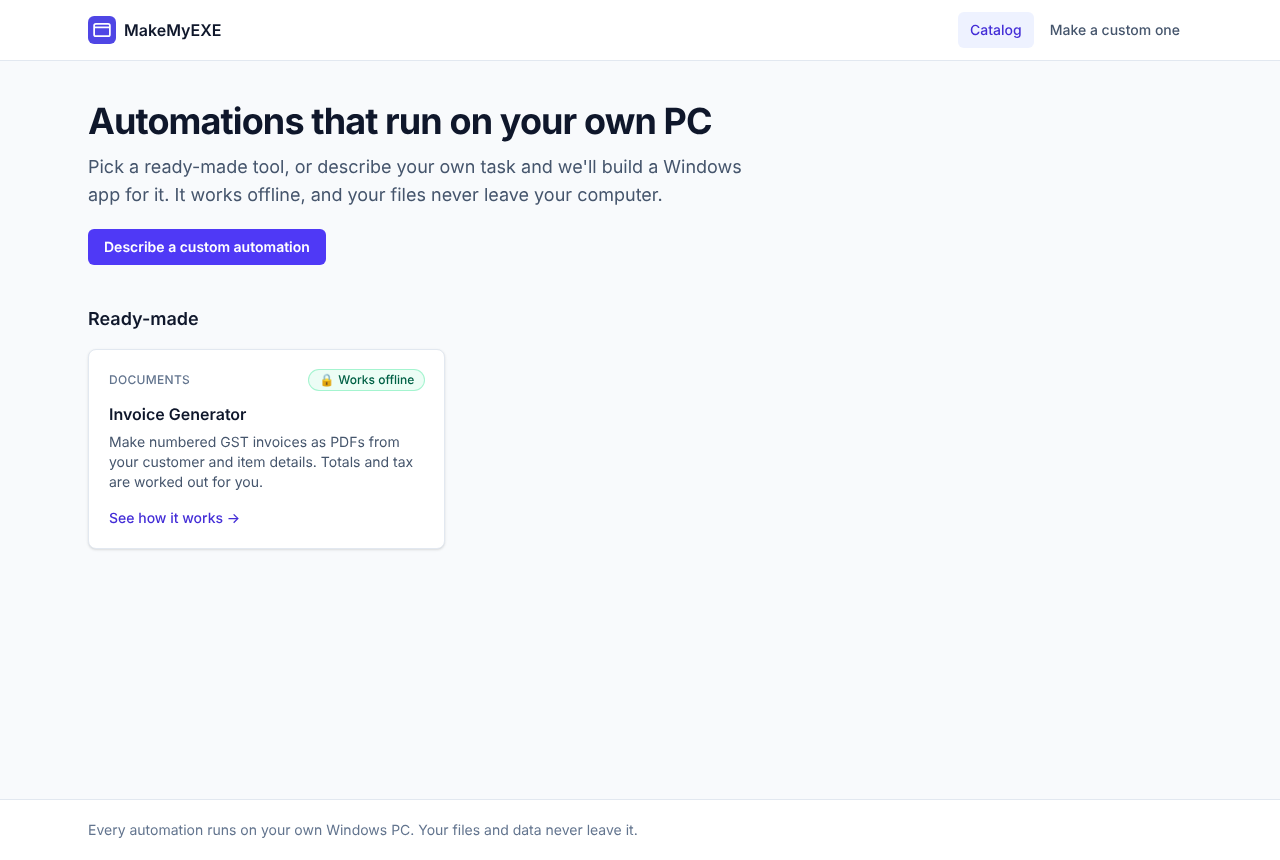 MakeMyEXE
Catalog
Make a custom one
Automations that run on your own PC
Pick a ready-made tool, or describe your own task and we'll build a Windows
app for it. It works offline, and your files never leave your computer.
Describe a custom automation
Ready-made
DOCUMENTS
🔒 Works offline
Invoice Generator
Make numbered GST invoices as PDFs from
your customer and item details. Totals and tax
are worked out for you.
See how it works →
Every automation runs on your own Windows PC. Your files and data never leave it.